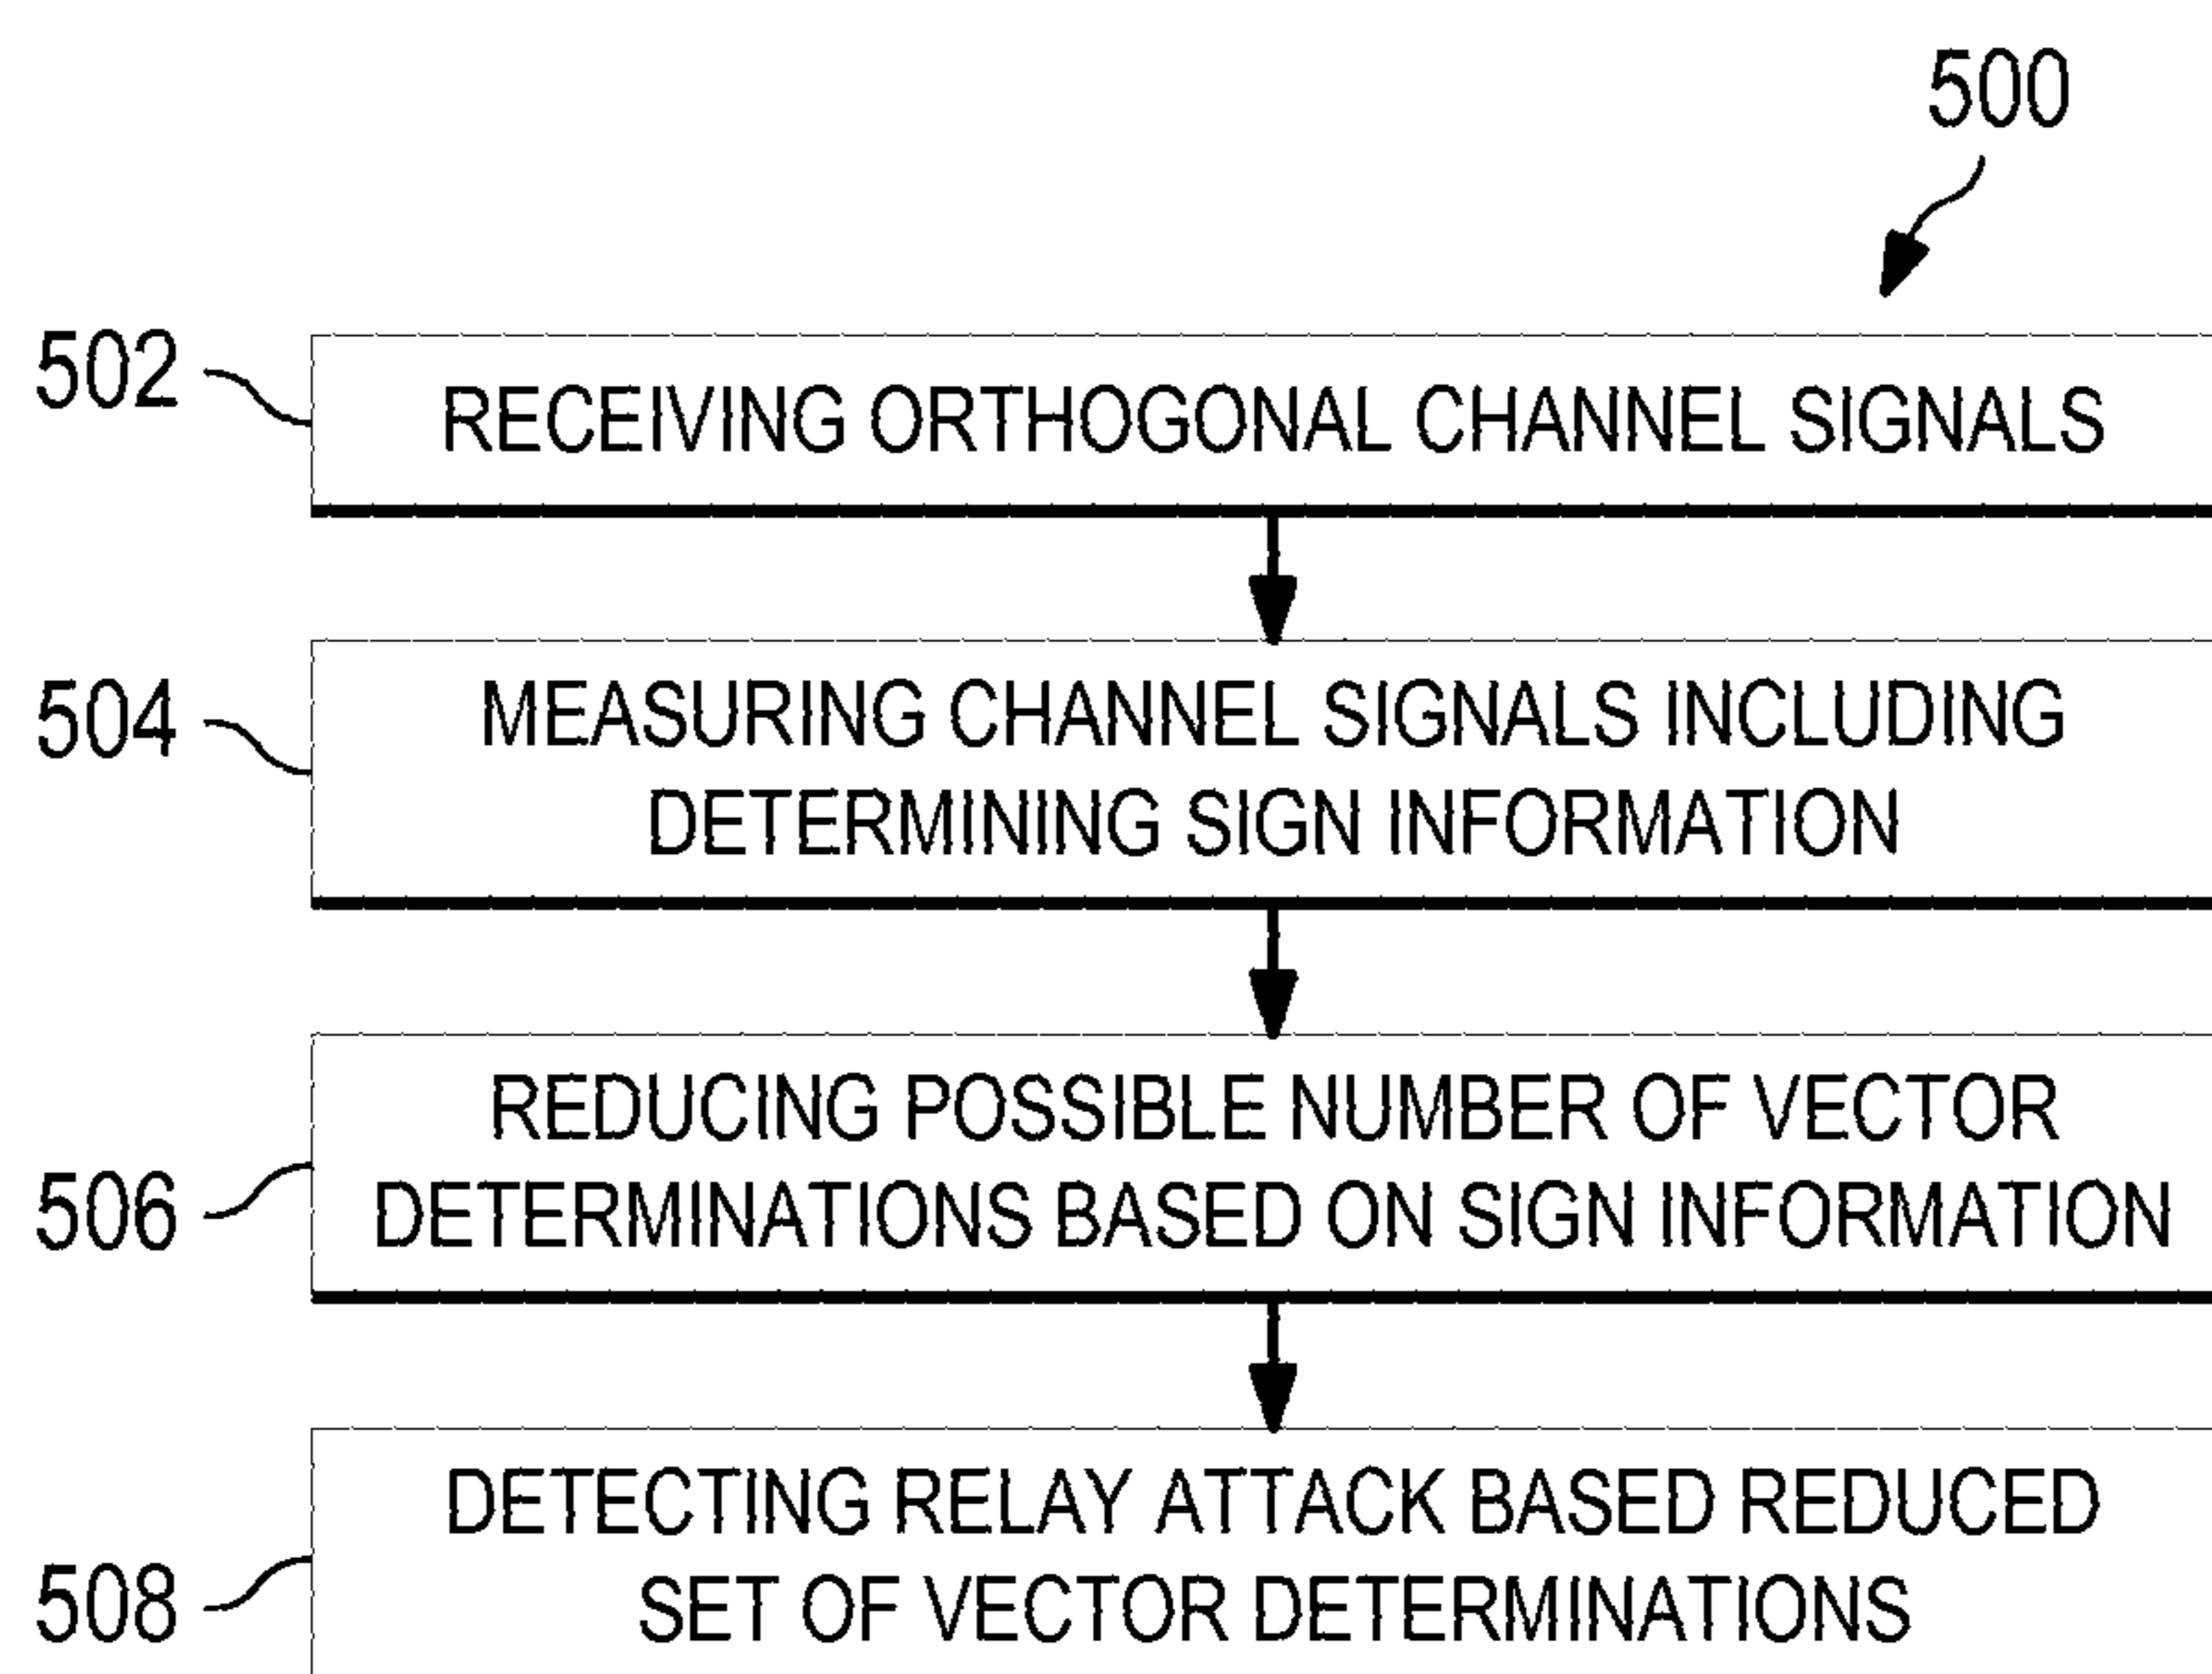 500
502
RECEIVING ORTHOGONAL CHANNEL SIGNALS
504
MEASURING CHANNEL SIGNALS INCLUDING
DETERMINING SIGN INFORMATION
506
REDUCING POSSIBLE NUMBER OF VECTOR
DETERMINATIONS BASED ON SIGN INFORMATION
508
DETECTING RELAY ATTACK BASED REDUCED
SET OF VECTOR DETERMINATIONS